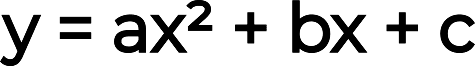 y = ax² + bx + c